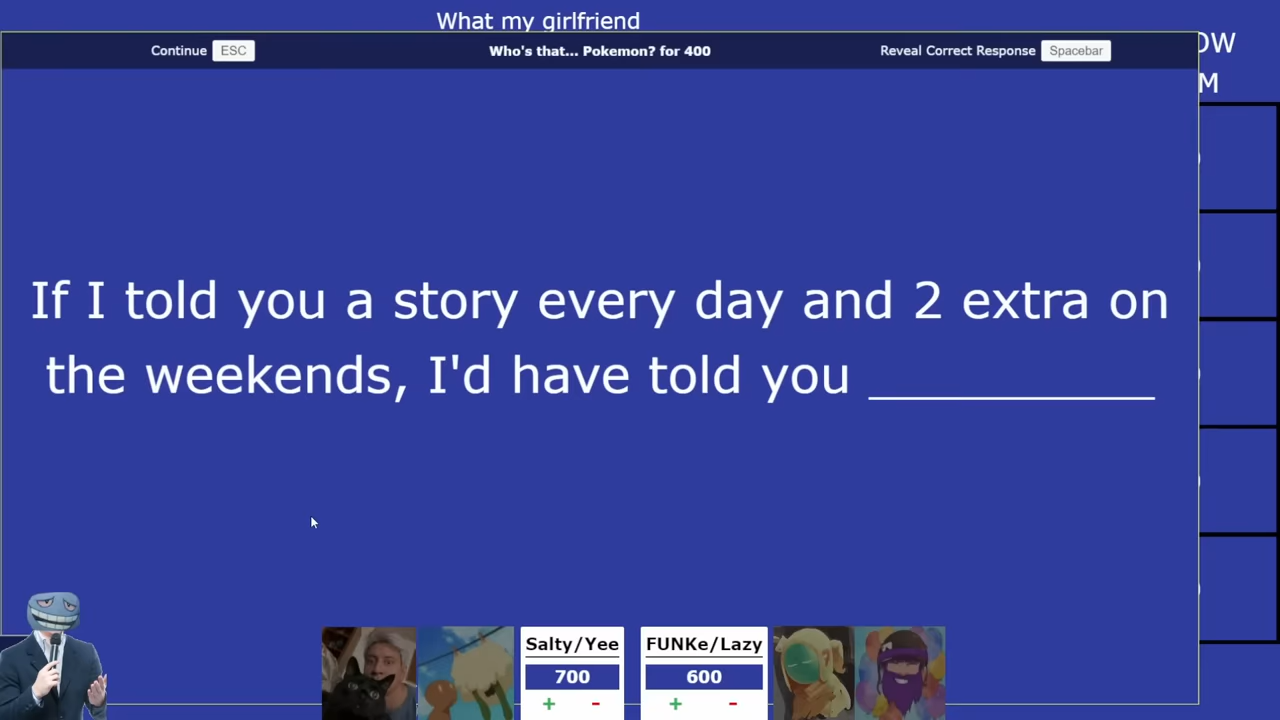 What my girlfriend
Continue ESC Who's that... Pokemon? for 400 Reveal Correct Response Spacebar
OW
M
If I told you a story every day and 2 extra on
the weekends, I'd have told you ___________
Salty/Yee FUNKe/Lazy
700 600
+ - + -